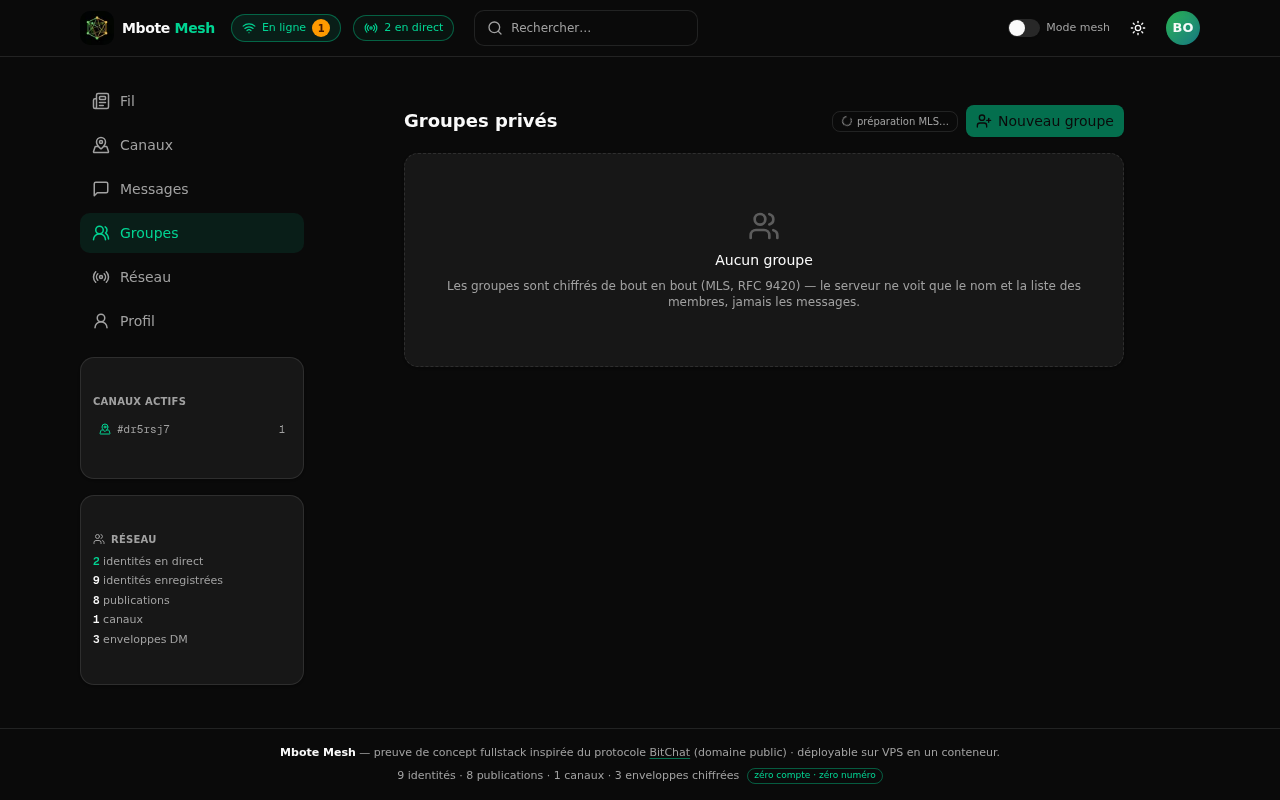 Mbote Mesh
En ligne 1
2 en direct
Rechercher...
Mode mesh
BO
Fil
Canaux
Messages
Groupes
Réseau
Profil
CANAUX ACTIFS
#dr5rsj7 1
RÉSEAU
2 identités en direct
9 identités enregistrées
8 publications
1 canaux
3 enveloppes DM
Groupes privés
préparation MLS...
Nouveau groupe
Aucun groupe
Les groupes sont chiffrés de bout en bout (MLS, RFC 9420) — le serveur ne voit que le nom et la liste des
membres, jamais les messages.
Mbote Mesh — preuve de concept fullstack inspirée du protocole BitChat (domaine public) · déployable sur VPS en un conteneur.
9 identités · 8 publications · 1 canaux · 3 enveloppes chiffrées zéro compte · zéro numéro